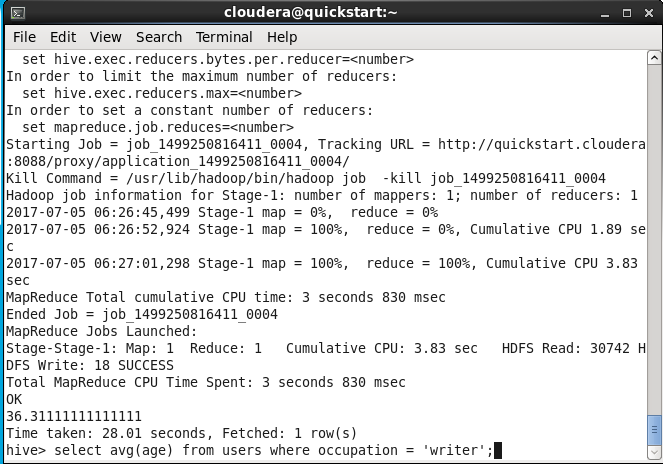 cloudera@quickstart:~
File Edit View Search Terminal Help
  set hive.exec.reducers.bytes.per.reducer=<number>
In order to limit the maximum number of reducers:
  set hive.exec.reducers.max=<number>
In order to set a constant number of reducers:
  set mapreduce.job.reduces=<number>
Starting Job = job_1499250816411_0004, Tracking URL = http://quickstart.cloudera
:8088/proxy/application_1499250816411_0004/
Kill Command = /usr/lib/hadoop/bin/hadoop job  -kill job_1499250816411_0004
Hadoop job information for Stage-1: number of mappers: 1; number of reducers: 1
2017-07-05 06:26:45,499 Stage-1 map = 0%,  reduce = 0%
2017-07-05 06:26:52,924 Stage-1 map = 100%,  reduce = 0%, Cumulative CPU 1.89 se
c
2017-07-05 06:27:01,298 Stage-1 map = 100%,  reduce = 100%, Cumulative CPU 3.83
sec
MapReduce Total cumulative CPU time: 3 seconds 830 msec
Ended Job = job_1499250816411_0004
MapReduce Jobs Launched:
Stage-Stage-1: Map: 1  Reduce: 1   Cumulative CPU: 3.83 sec   HDFS Read: 30742 H
DFS Write: 18 SUCCESS
Total MapReduce CPU Time Spent: 3 seconds 830 msec
OK
36.31111111111111
Time taken: 28.01 seconds, Fetched: 1 row(s)
hive> select avg(age) from users where occupation = 'writer';